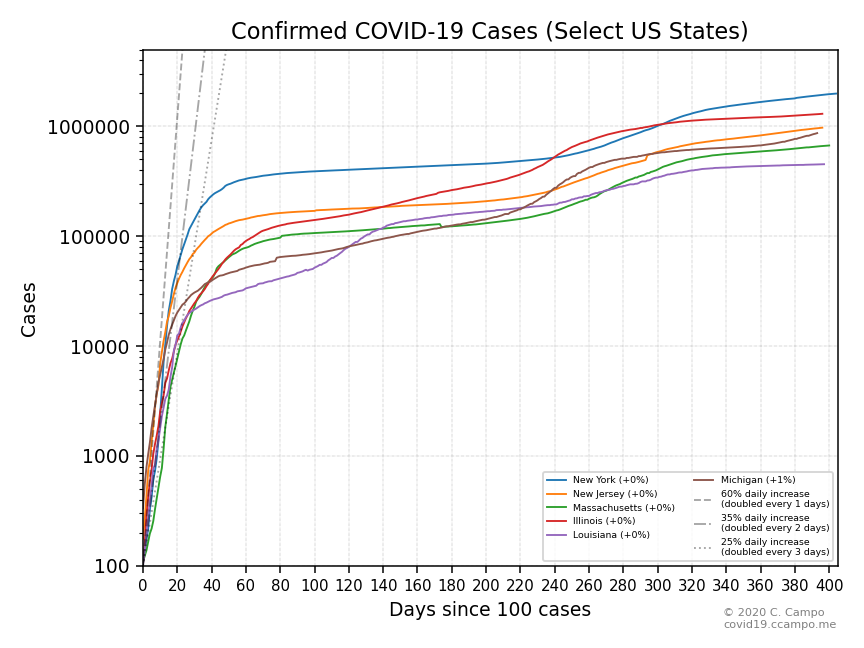 Confirmed COVID-19 Cases (Select US States)
Cases
1000000
100000
10000
1000
100
0 20 40 60 80 100 120 140 160 180 200 220 240 260 280 300 320 340 360 380 400
Days since 100 cases
New York (+0%)
New Jersey (+0%)
Massachusetts (+0%)
Illinois (+0%)
Louisiana (+0%)
Michigan (+1%)
60% daily increase
(doubled every 1 days)
35% daily increase
(doubled every 2 days)
25% daily increase
(doubled every 3 days)
© 2020 C. Campo
covid19.ccampo.me